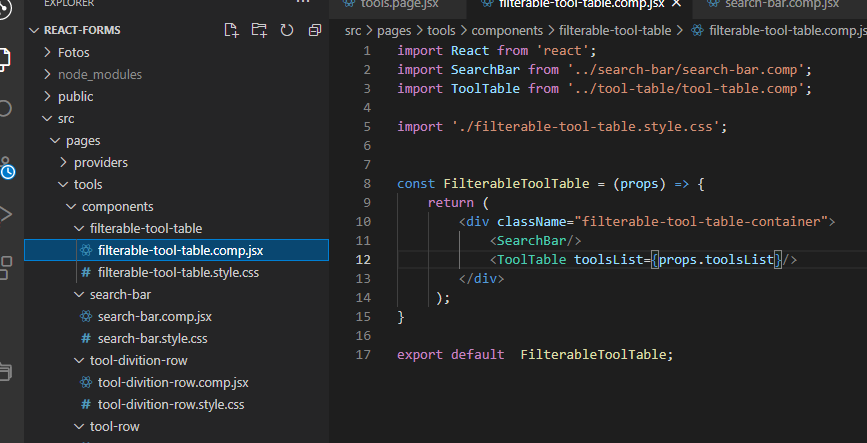 EXPLORER
REACT-FORMS
Fotos
node_modules
public
src
pages
providers
tools
components
filterable-tool-table
filterable-tool-table.comp.jsx
filterable-tool-table.style.css
search-bar
search-bar.comp.jsx
search-bar.style.css
tool-divition-row
tool-divition-row.comp.jsx
tool-divition-row.style.css
tool-row
tools.page.jsx filterable-tool-table.comp.jsx search-bar.comp.jsx
src > pages > tools > components > filterable-tool-table > filterable-tool-table.comp.js
1 import React from 'react';
2 import SearchBar from '../search-bar/search-bar.comp';
3 import ToolTable from '../tool-table/tool-table.comp';
4
5 import './filterable-tool-table.style.css';
6
7
8 const FilterableToolTable = (props) => {
9 return (
10 <div className="filterable-tool-table-container">
11 <SearchBar/>
12 <ToolTable toolsList={props.toolsList}/>
13 </div>
14 );
15 }
16
17 export default  FilterableToolTable;